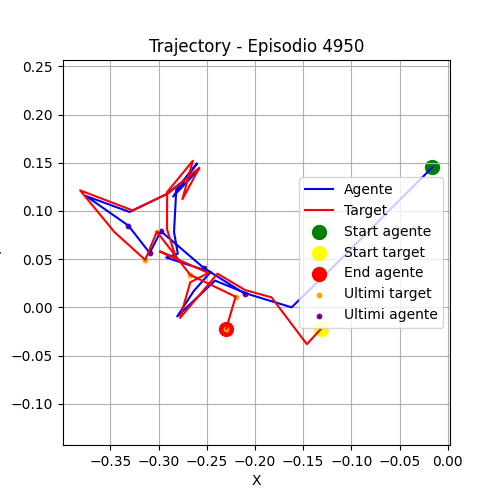 Trajectory - Episodio 4950
0.25
0.20
0.15
0.10
0.05
0.00
−0.05
−0.10
Agente
Target
Start agente
Start target
End agente
Ultimi target
Ultimi agente
−0.35 −0.30 −0.25 −0.20 −0.15 −0.10 −0.05 0.00
X